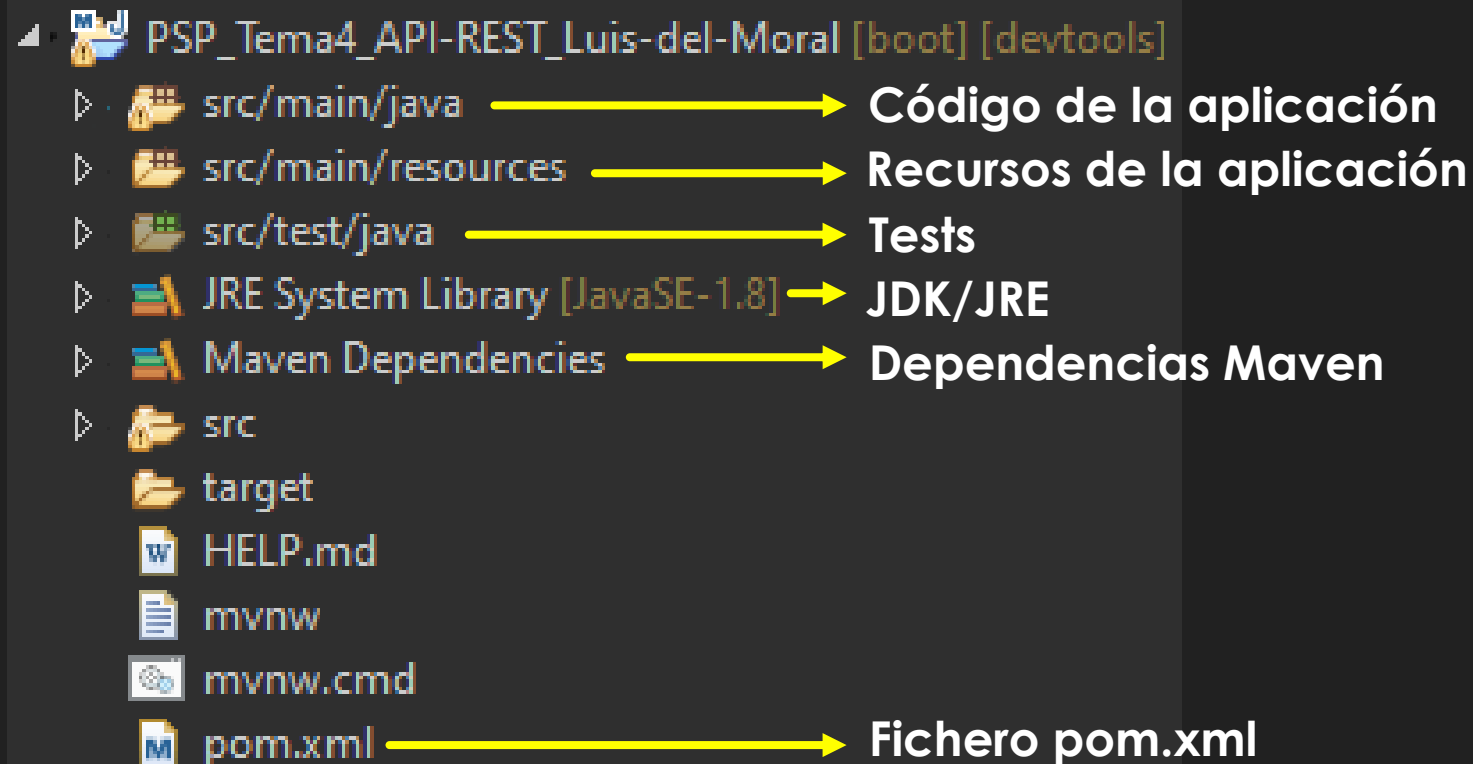 PSP_Tema4_API-REST_Luis-del-Moral [boot] [devtools]
src/main/java Código de la aplicación
src/main/resources Recursos de la aplicación
src/test/java Tests
JRE System Library [JavaSE-1.8] JDK/JRE
Maven Dependencies Dependencias Maven
src
target
HELP.md
mvnw
mvnw.cmd
pom.xml Fichero pom.xml